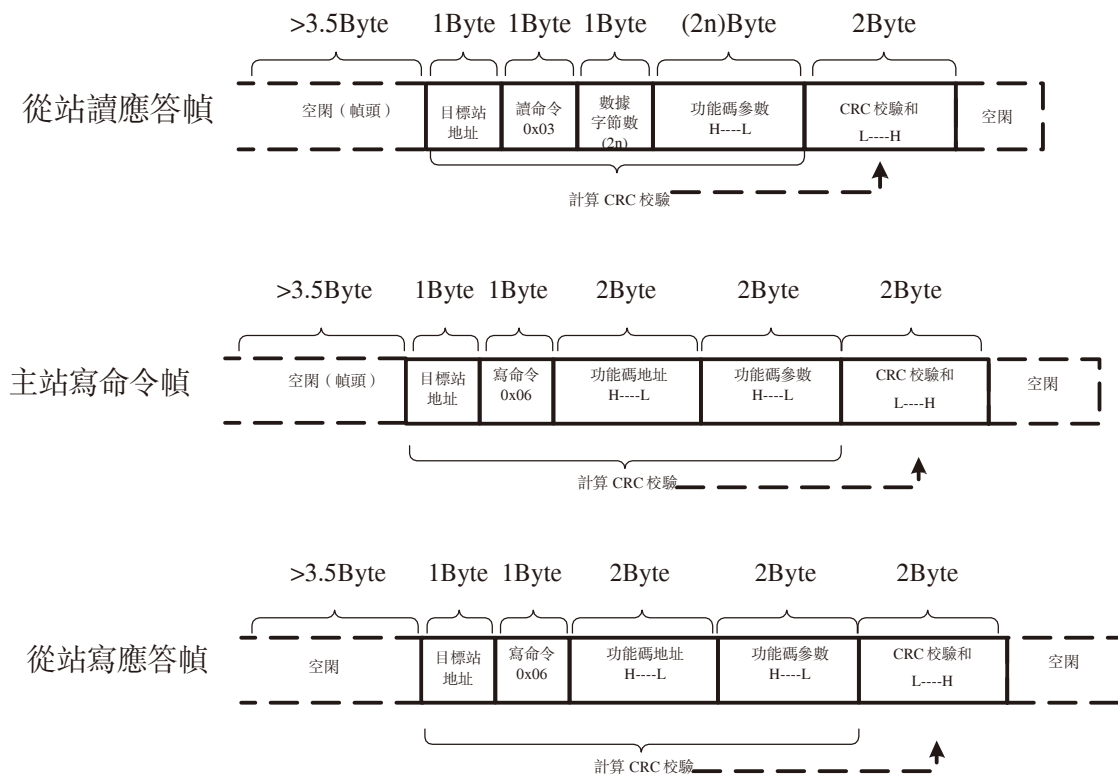 >3.5Byte 1Byte 1Byte 1Byte (2n)Byte 2Byte
從站讀應答幀
空閑（幀頭）
目標站
地址
讀命令
0x03
數據
字節數
(2n)
功能碼參數
H----L
CRC 校驗和
L----H
空閑
計算 CRC 校驗
>3.5Byte 1Byte 1Byte 2Byte 2Byte 2Byte
主站寫命令幀
空閑（幀頭）
目標站
地址
寫命令
0x06
功能碼地址
H----L
功能碼參數
H----L
CRC 校驗和
L----H
空閑
計算 CRC 校驗
>3.5Byte 1Byte 1Byte 2Byte 2Byte 2Byte
從站寫應答幀
空閑
目標站
地址
寫命令
0x06
功能碼地址
H----L
功能碼參數
H----L
CRC 校驗和
L----H
空閑
計算 CRC 校驗